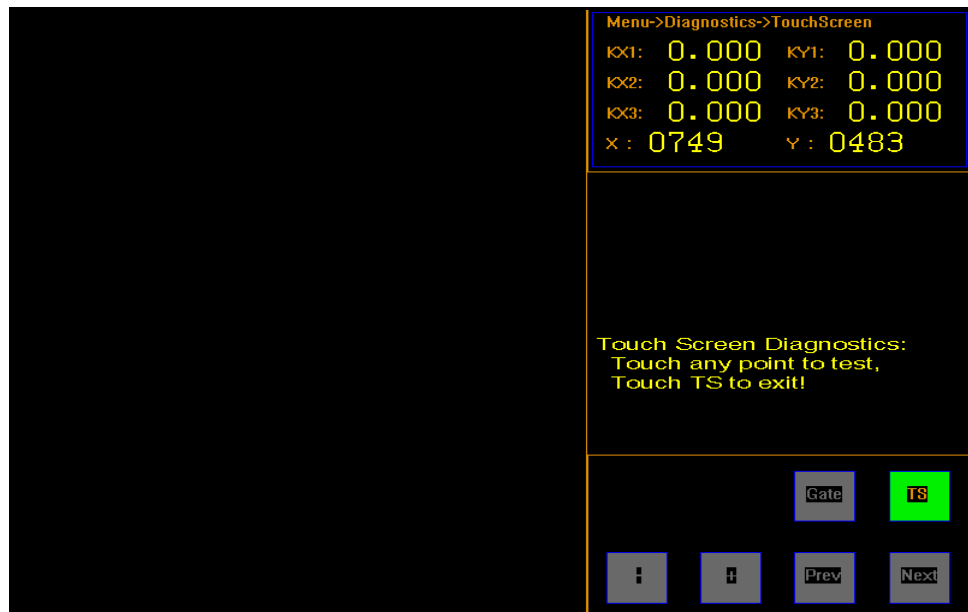 Menu->Diagnostics->TouchScreen
KX1: 0.000 KY1: 0.000
KX2: 0.000 KY2: 0.000
KX3: 0.000 KY3: 0.000
X : 0749 Y : 0483
Touch Screen Diagnostics:
Touch any point to test,
Touch TS to exit!
Gate TS
- + Prev Next